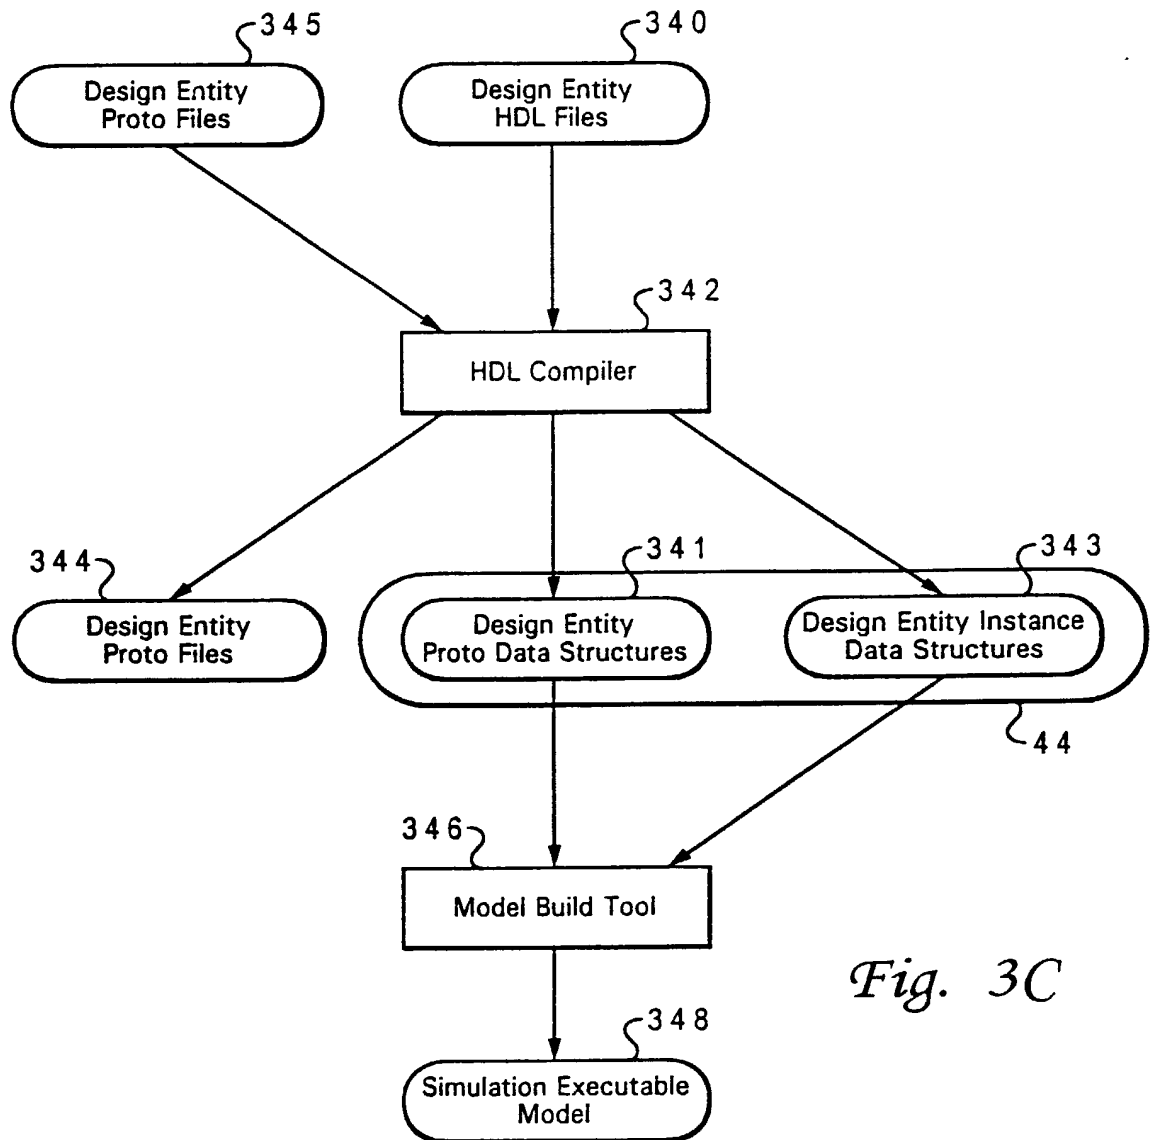 345
340
Design Entity
Proto Files
Design Entity
HDL Files
342
HDL Compiler
344
341
343
Design Entity
Proto Files
Design Entity
Proto Data Structures
Design Entity Instance
Data Structures
44
346
Model Build Tool
Fig. 3C
348
Simulation Executable
Model